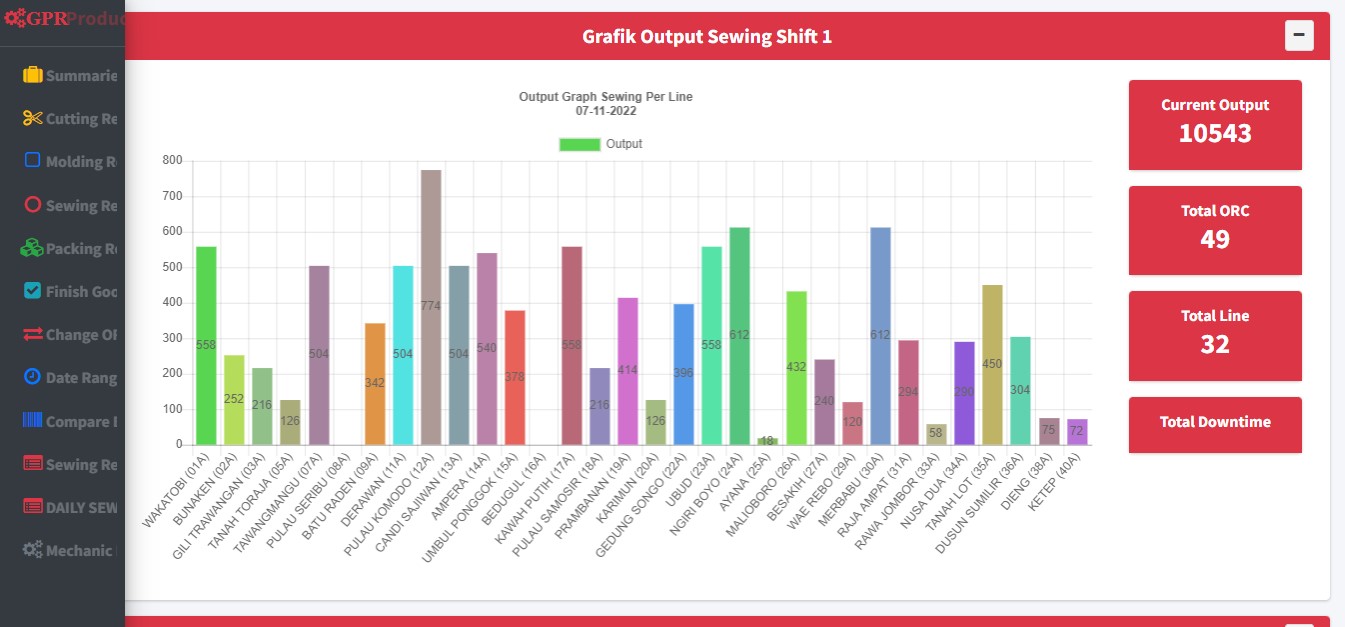 GPRProduc
Summarie
Cutting Re
Molding R
Sewing Re
Packing R
Finish Goo
Change OR
Date Rang
Compare D
Sewing Re
DAILY SEW
Mechanic
Grafik Output Sewing Shift 1
Output Graph Sewing Per Line
07-11-2022
Output
800
700
600
500
400
300
200
100
0
558
252
216
126
504
342
504
774
504
540
378
558
216
414
126
396
558
612
18
432
240
120
612
294
58
290
450
304
75
72
WAKATOBI (01A)
BUNAKEN (02A)
GILI TRAWANGAN (03A)
TANAH TORAJA (05A)
TAWANGMANGU (07A)
PULAU SERIBU (08A)
BATU RADEN (09A)
DERAWAN (11A)
PULAU KOMODO (12A)
CANDI SAJIWAN (13A)
AMPERA (14A)
UMBUL PONGGOK (15A)
BEDUGUL (16A)
KAWAH PUTIH (17A)
PULAU SAMOSIR (18A)
PRAMBANAN (19A)
KARIMUN (20A)
GEDUNG SONGO (22A)
UBUD (23A)
NGIRI BOYO (24A)
AYANA (25A)
MALIOBORO (26A)
BESAKIH (27A)
WAE REBO (29A)
MERBABU (30A)
RAJA AMPAT (31A)
RAWA JOMBOR (33A)
NUSA DUA (34A)
TANAH LOT (35A)
DUSUN SUMILIR (36A)
DIENG (38A)
KETEP (40A)
Current Output
10543
Total ORC
49
Total Line
32
Total Downtime